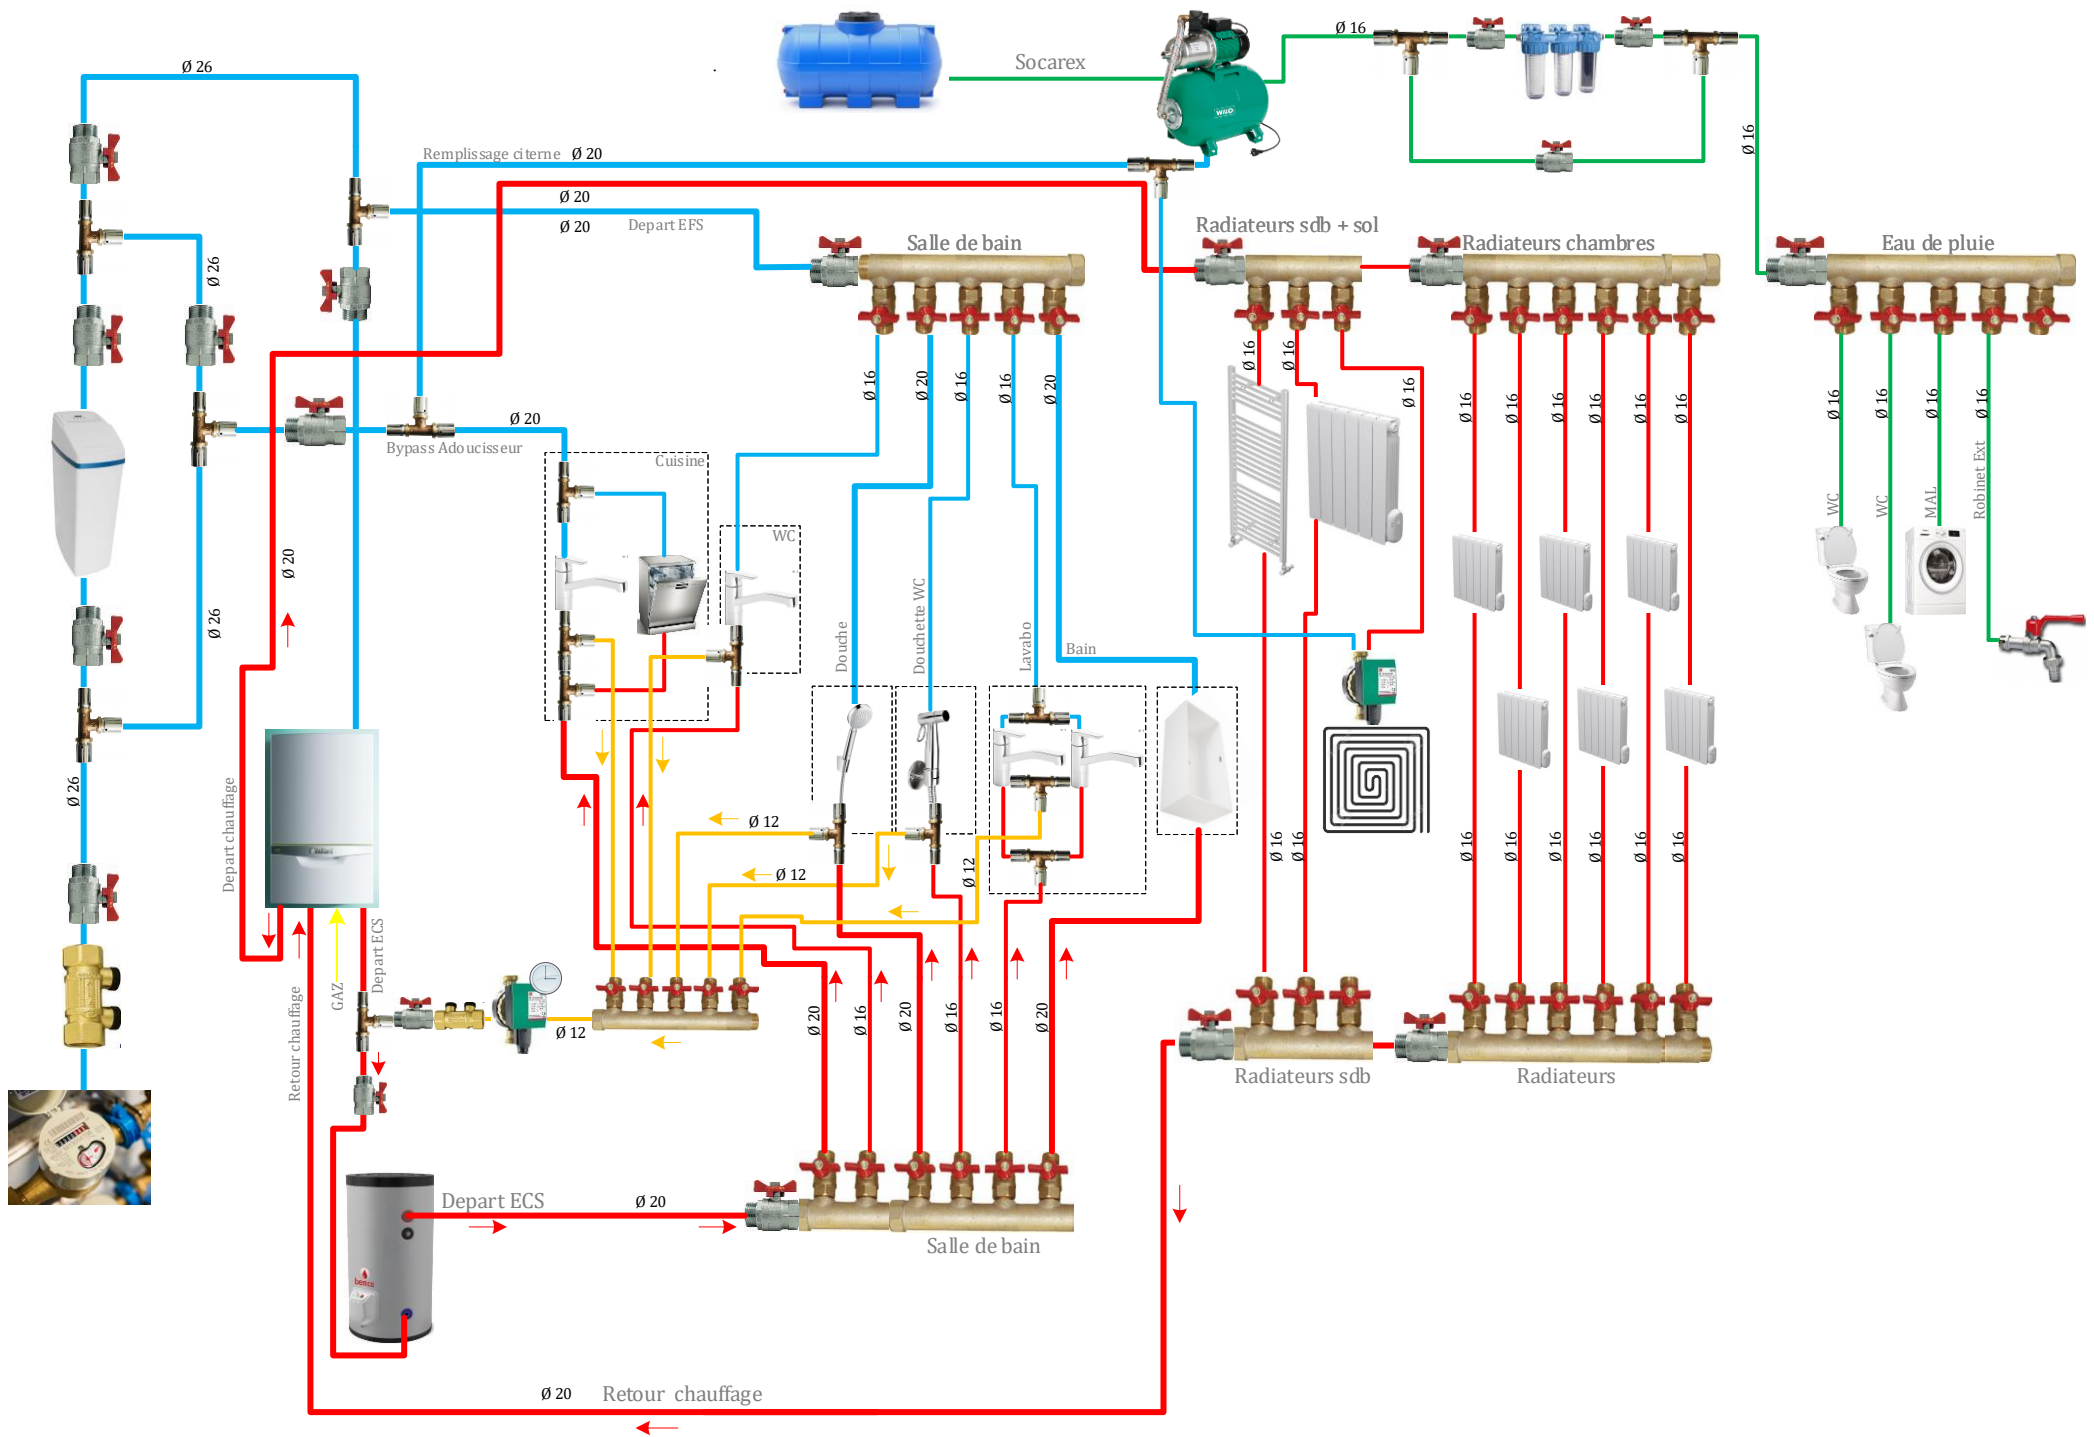 Ø 26
Socarex
Ø 16
WILO
Ø 16
Remplissage citerne Ø 20
Ø 20
Ø 20
Depart EFS
Salle de bain
Radiateurs sdb + sol
Radiateurs chambres
Eau de pluie
Ø 26
Ø 26
Ø 26
Ø 20
Bypass Adoucisseur
Cuisine
WC
Ø 16
Ø 20
Ø 16
Ø 16
Ø 20
Ø 16
Ø 16
Ø 16
Ø 16
Ø 16
Ø 16
Ø 16
Ø 16
Ø 16
Ø 16
Ø 16
Ø 16
Ø 16
WC
WC
MAL
Robinet Ext
Ø 20
Douche
Douchette WC
Lavabo
Bain
Depart chauffage
Vaillant
Ø 12
Ø 12
Ø 12
Ø 16
Ø 16
Ø 16
Ø 16
Ø 16
Ø 16
Ø 16
Ø 16
Retour chauffage
GAZ
Depart ECS
Ø 12
Ø 20
Ø 16
Ø 20
Ø 16
Ø 16
Ø 20
Radiateurs sdb
Radiateurs
Depart ECS
Ø 20
Salle de bain
Ø 20 Retour chauffage